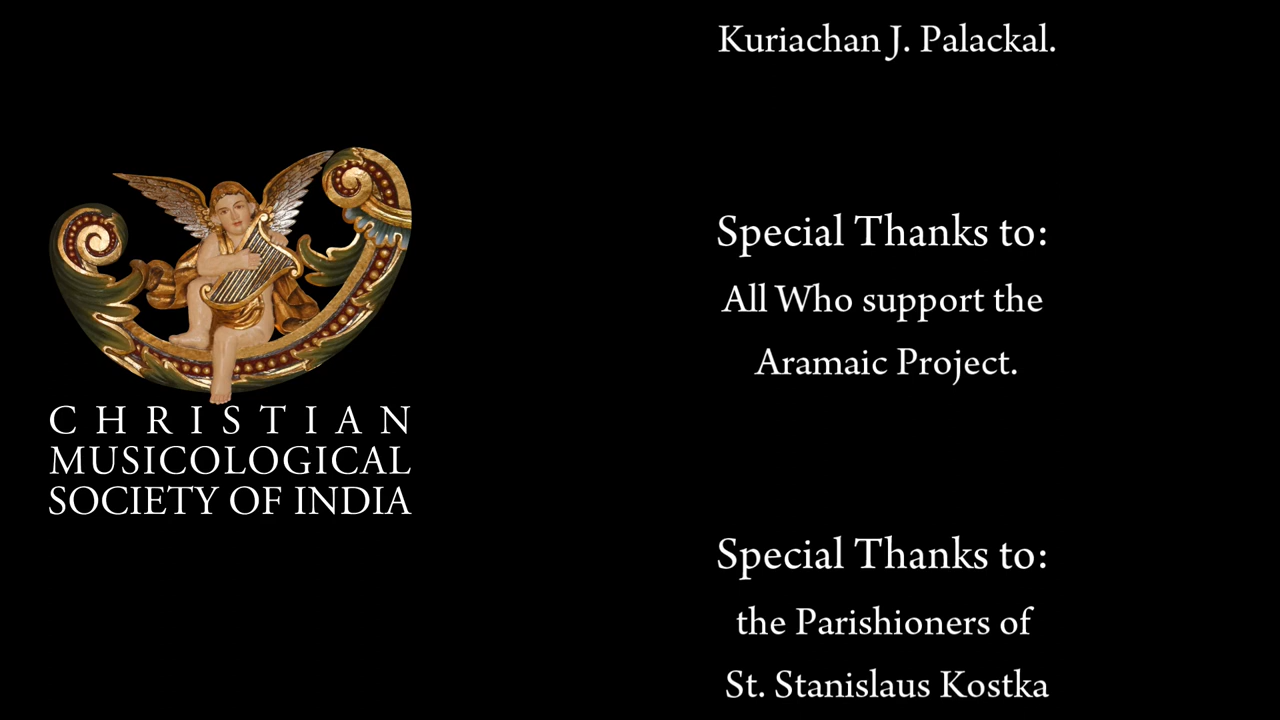 Kuriachan J. Palackal.
Special Thanks to:
All Who support the
Aramaic Project.
CHRISTIAN
MUSICOLOGICAL
SOCIETY OF INDIA
Special Thanks to:
the Parishioners of
St. Stanislaus Kostka